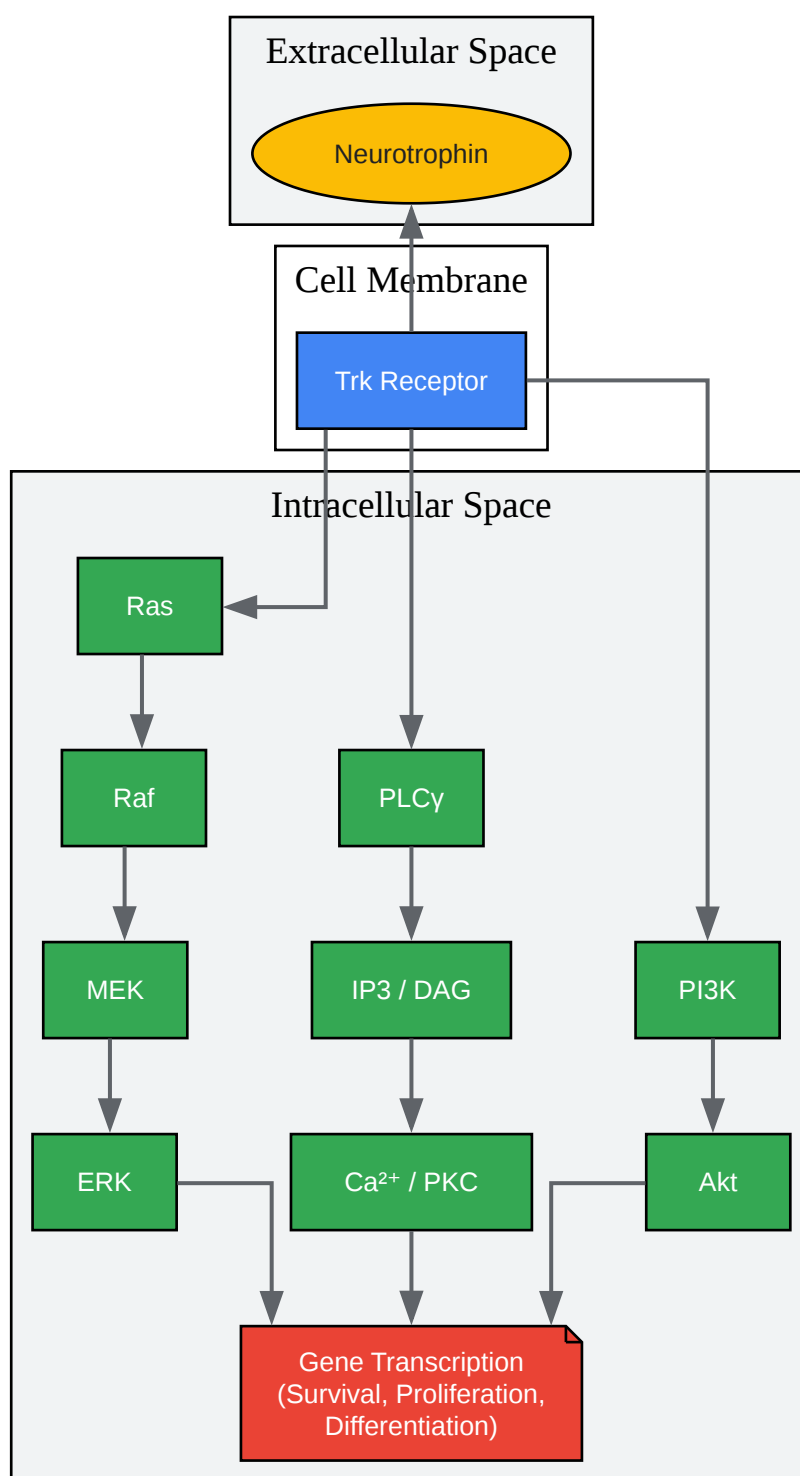 Extracellular Space
Neurotrophin
Cell Membrane
Trk Receptor
Intracellular Space
Ras
Raf
PLCγ
MEK
IP3 / DAG
PI3K
ERK
Ca²⁺ / PKC
Akt
Gene Transcription
(Survival, Proliferation,
Differentiation)